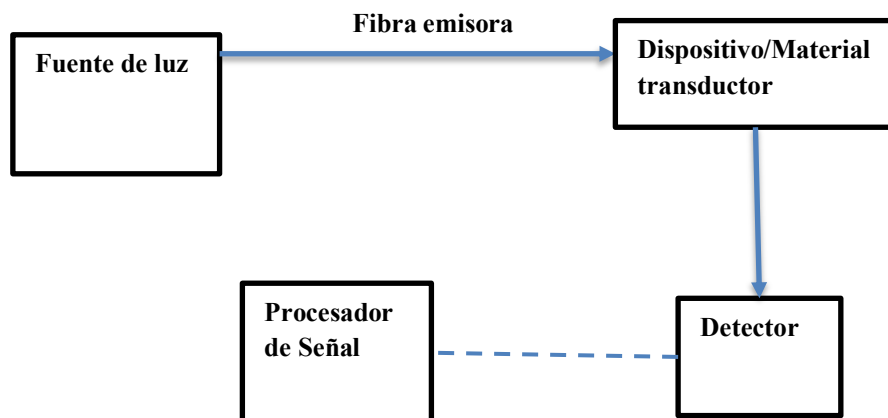 Fibra emisora
Fuente de luz
Dispositivo/Material
transductor
Procesador
de Señal
Detector